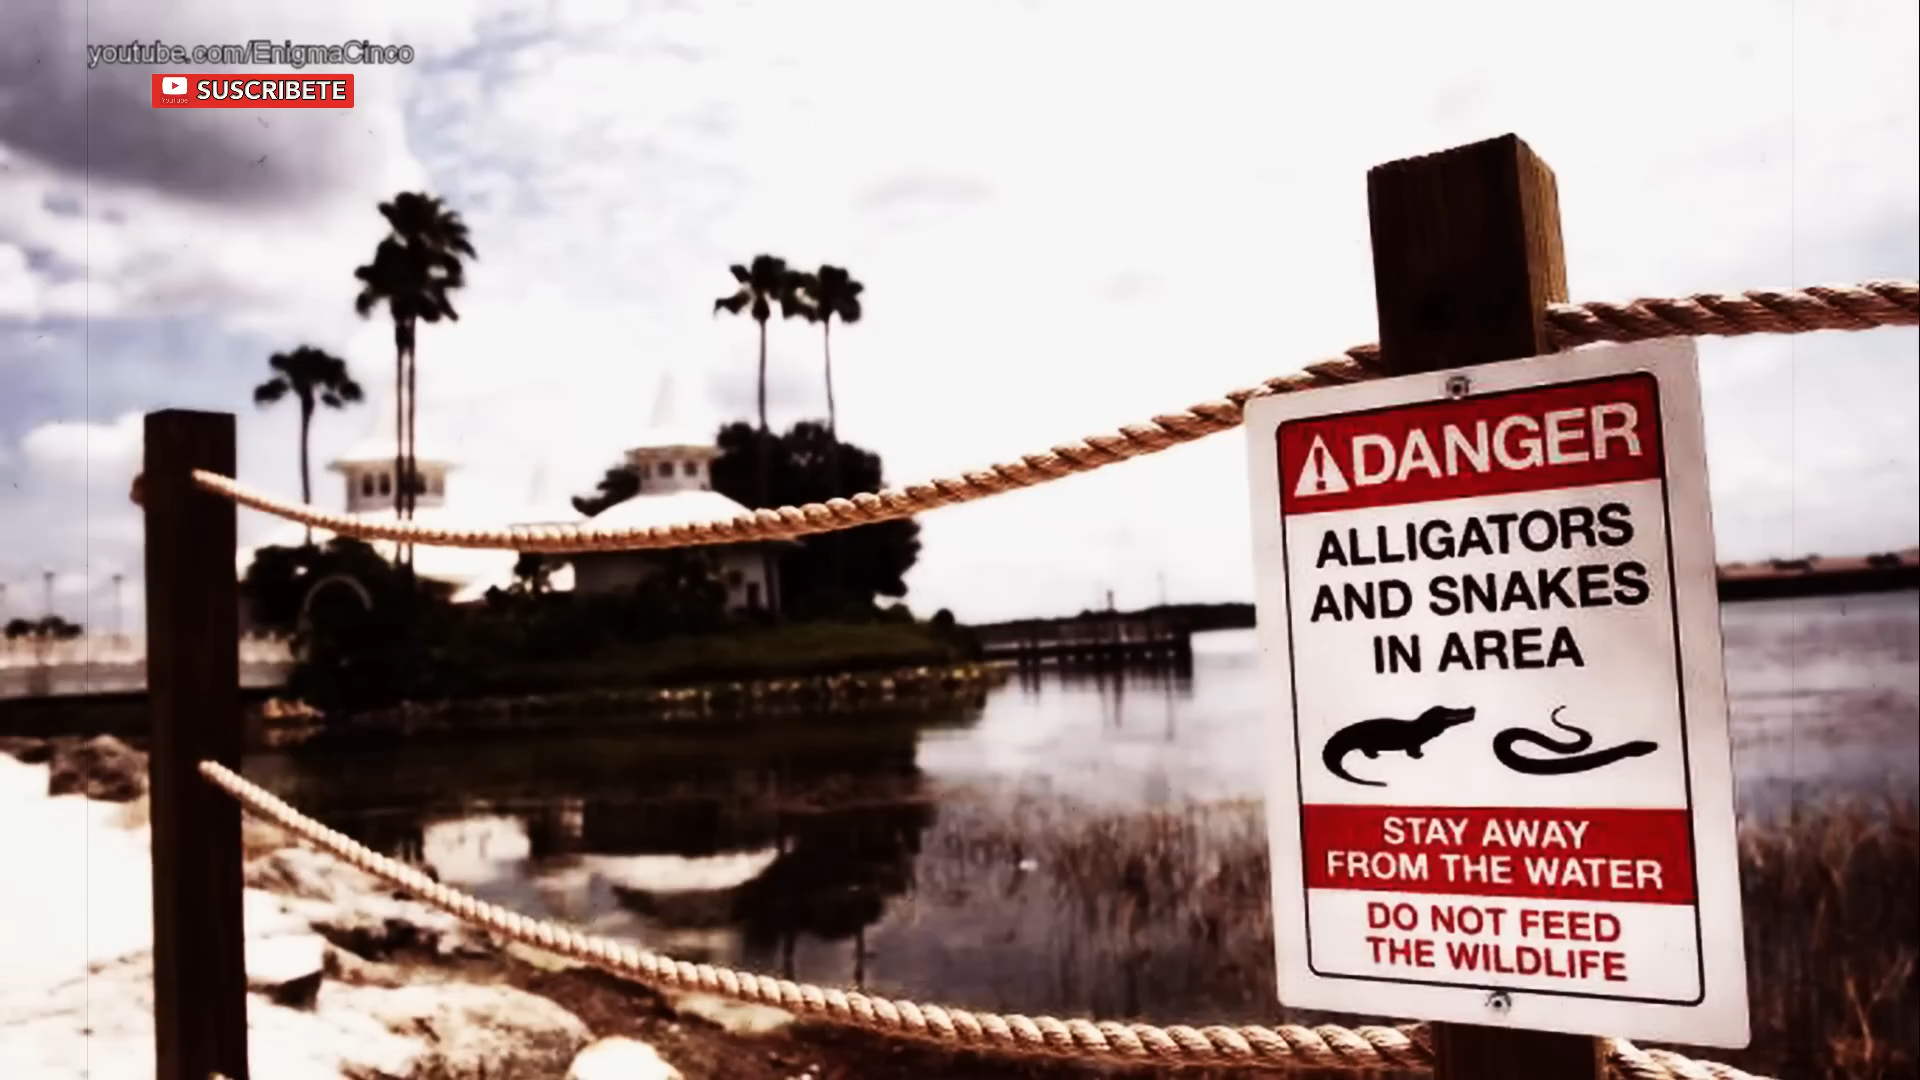 youtube.com/EnigmaCinco
YouTube
SUSCRIBETE
DANGER
ALLIGATORS
AND SNAKES
IN AREA
STAY AWAY
FROM THE WATER
DO NOT FEED
THE WILDLIFE